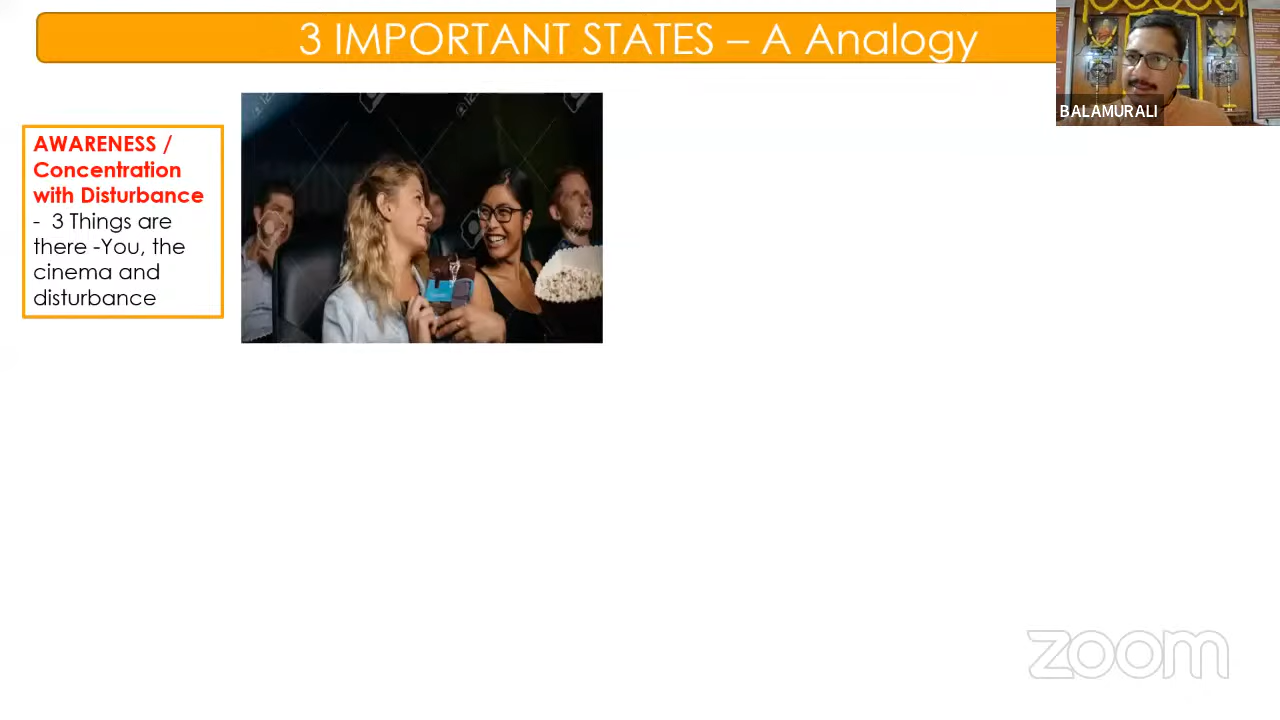 3 IMPORTANT STATES – A Analogy
BALAMURALI
AWARENESS /
Concentration
with Disturbance
- 3 Things are
there -You, the
cinema and
disturbance
zoom